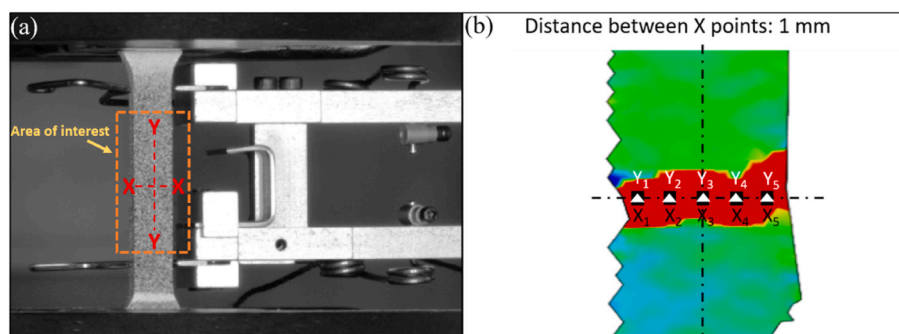 (a)
Area of interest
Y
X X
Y
(b)
Distance between X points: 1 mm
Y1 Y2 Y3 Y4 Y5
X1 X2 X3 X4 X5